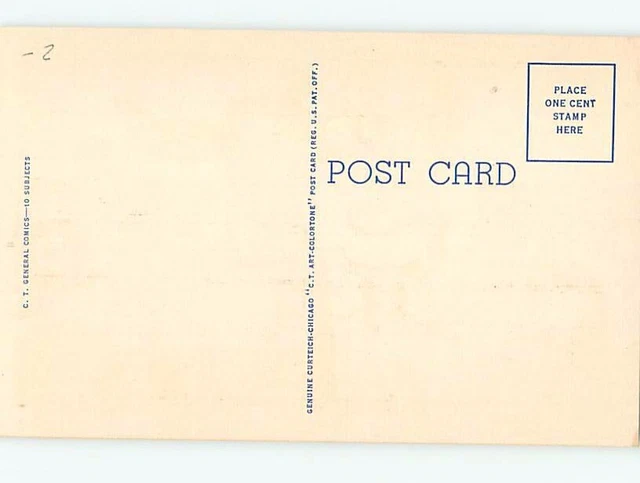 – 2
C. T. GENERAL COMICS—10 SUBJECTS
GENUINE CURTEICH-CHICAGO "C.T. ART-COLORTONE" POST CARD (REG. U.S. PAT. OFF.)
POST CARD
PLACE
ONE CENT
STAMP
HERE